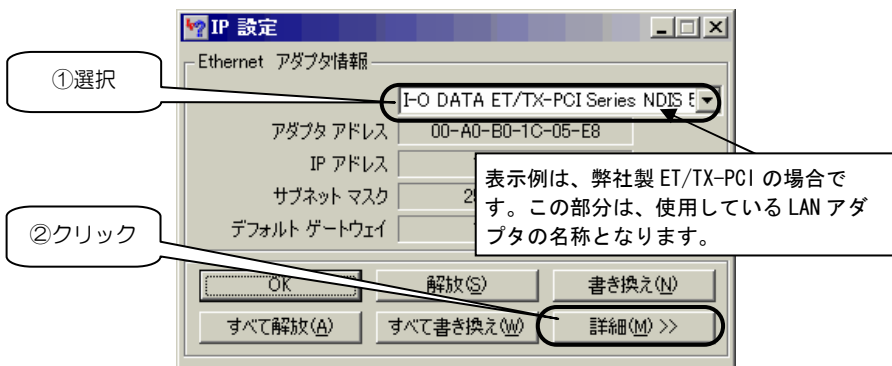 IP 設定
Ethernet アダプタ情報
①選択
I-O DATA ET/TX-PCI Series NDIS
アダプタ アドレス 00-A0-B0-1C-05-E8
IP アドレス
サブネット マスク
デフォルト ゲートウェイ
表示例は、弊社製 ET/TX-PCI の場合で
す。この部分は、使用している LAN アダ
プタの名称となります。
②クリック
OK 解放(S) 書き換え(N)
すべて解放(A) すべて書き換え(W) 詳細(M) >>